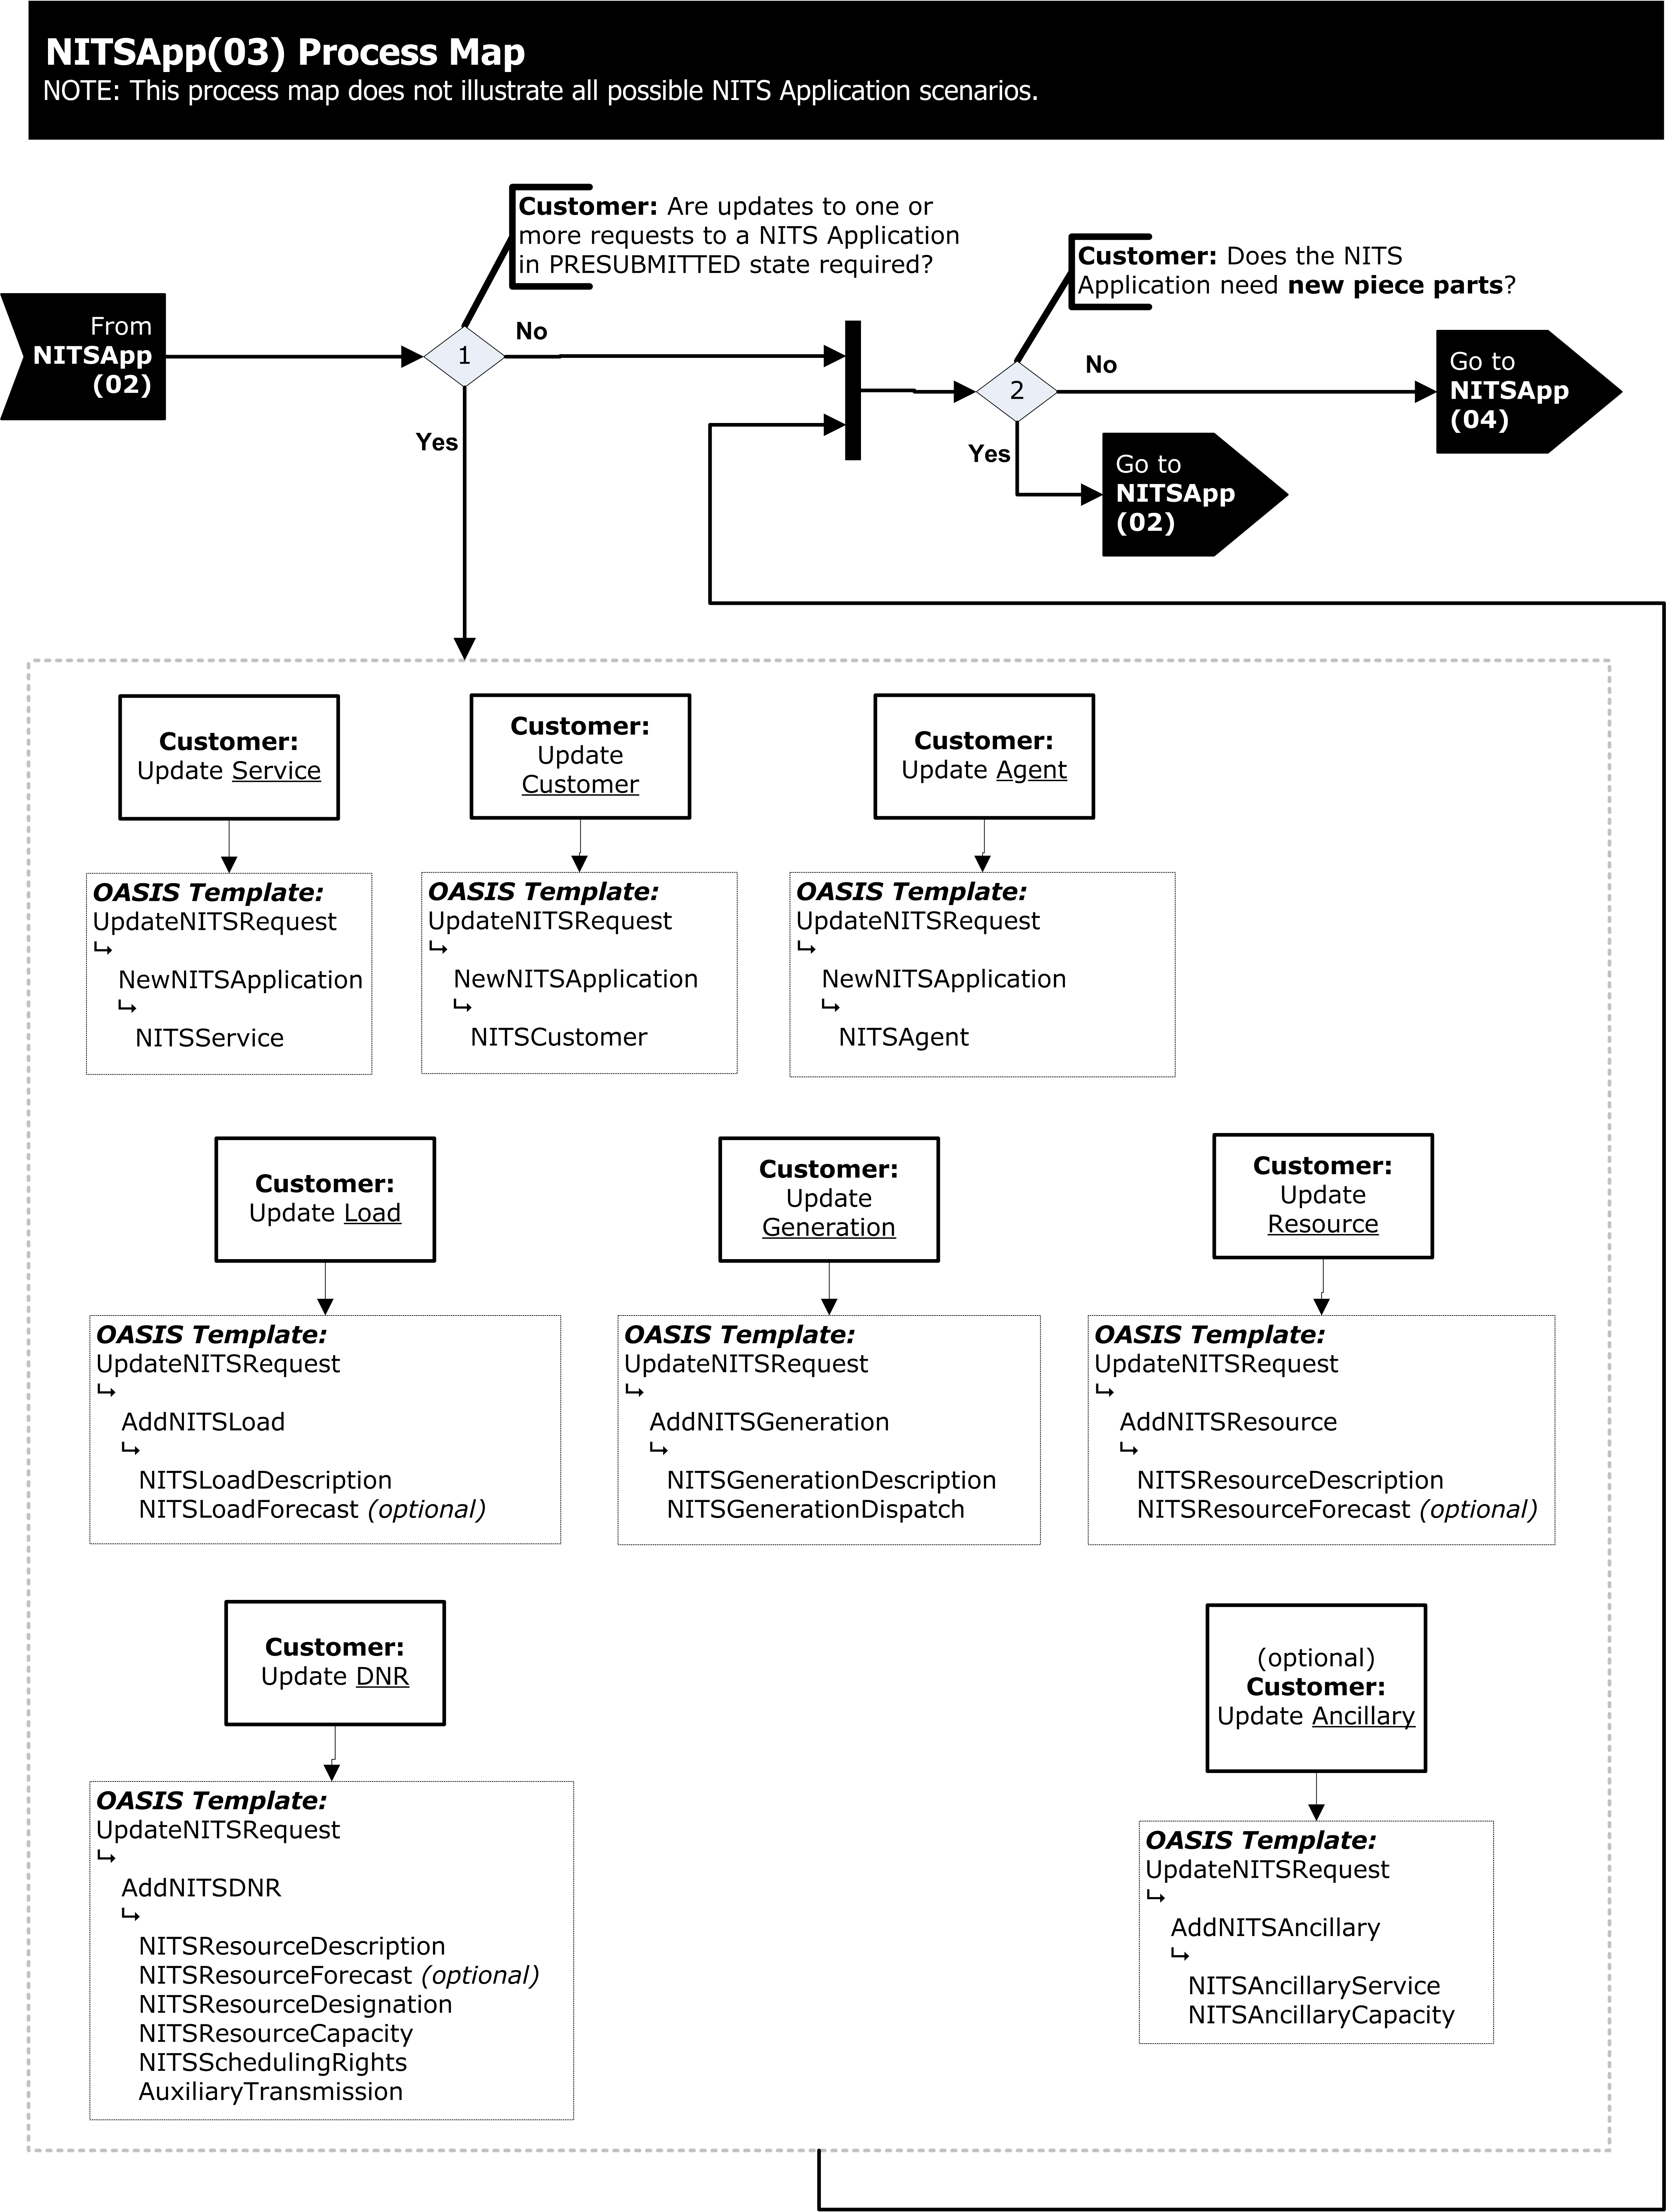 NITSApp(03) Process Map
NOTE: This process map does not illustrate all possible NITS Application scenarios.
Customer: Are updates to one or
more requests to a NITS Application
in PRESUBMITTED state required?
Customer: Does the NITS
Application need new piece parts?
From
NITSApp
(02)
1
No
Yes
2
No
Yes
Go to
NITSApp
(04)
Go to
NITSApp
(02)
Customer:
Update Service
OASIS Template:
UpdateNITSRequest
↳
NewNITSApplication
↳
NITSService
Customer:
Update
Customer
OASIS Template:
UpdateNITSRequest
↳
NewNITSApplication
↳
NITSCustomer
Customer:
Update Agent
OASIS Template:
UpdateNITSRequest
↳
NewNITSApplication
↳
NITSAgent
Customer:
Update Load
OASIS Template:
UpdateNITSRequest
↳
AddNITSLoad
↳
NITSLoadDescription
NITSLoadForecast (optional)
Customer:
Update
Generation
OASIS Template:
UpdateNITSRequest
↳
AddNITSGeneration
↳
NITSGenerationDescription
NITSGenerationDispatch
Customer:
Update
Resource
OASIS Template:
UpdateNITSRequest
↳
AddNITSResource
↳
NITSResourceDescription
NITSResourceForecast (optional)
Customer:
Update DNR
OASIS Template:
UpdateNITSRequest
↳
AddNITSDNR
↳
NITSResourceDescription
NITSResourceForecast (optional)
NITSResourceDesignation
NITSResourceCapacity
NITSSchedulingRights
AuxiliaryTransmission
(optional)
Customer:
Update Ancillary
OASIS Template:
UpdateNITSRequest
↳
AddNITSAncillary
↳
NITSAncillaryService
NITSAncillaryCapacity